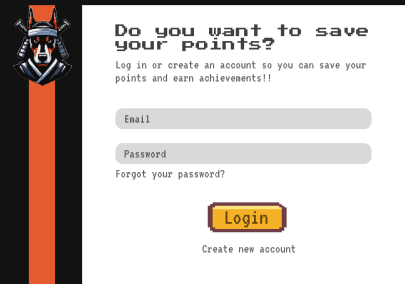 Do you want to save
your points?
Log in or create an account so you can save your
points and earn achievements!!
Email
Password
Forgot your password?
Login
Create new account